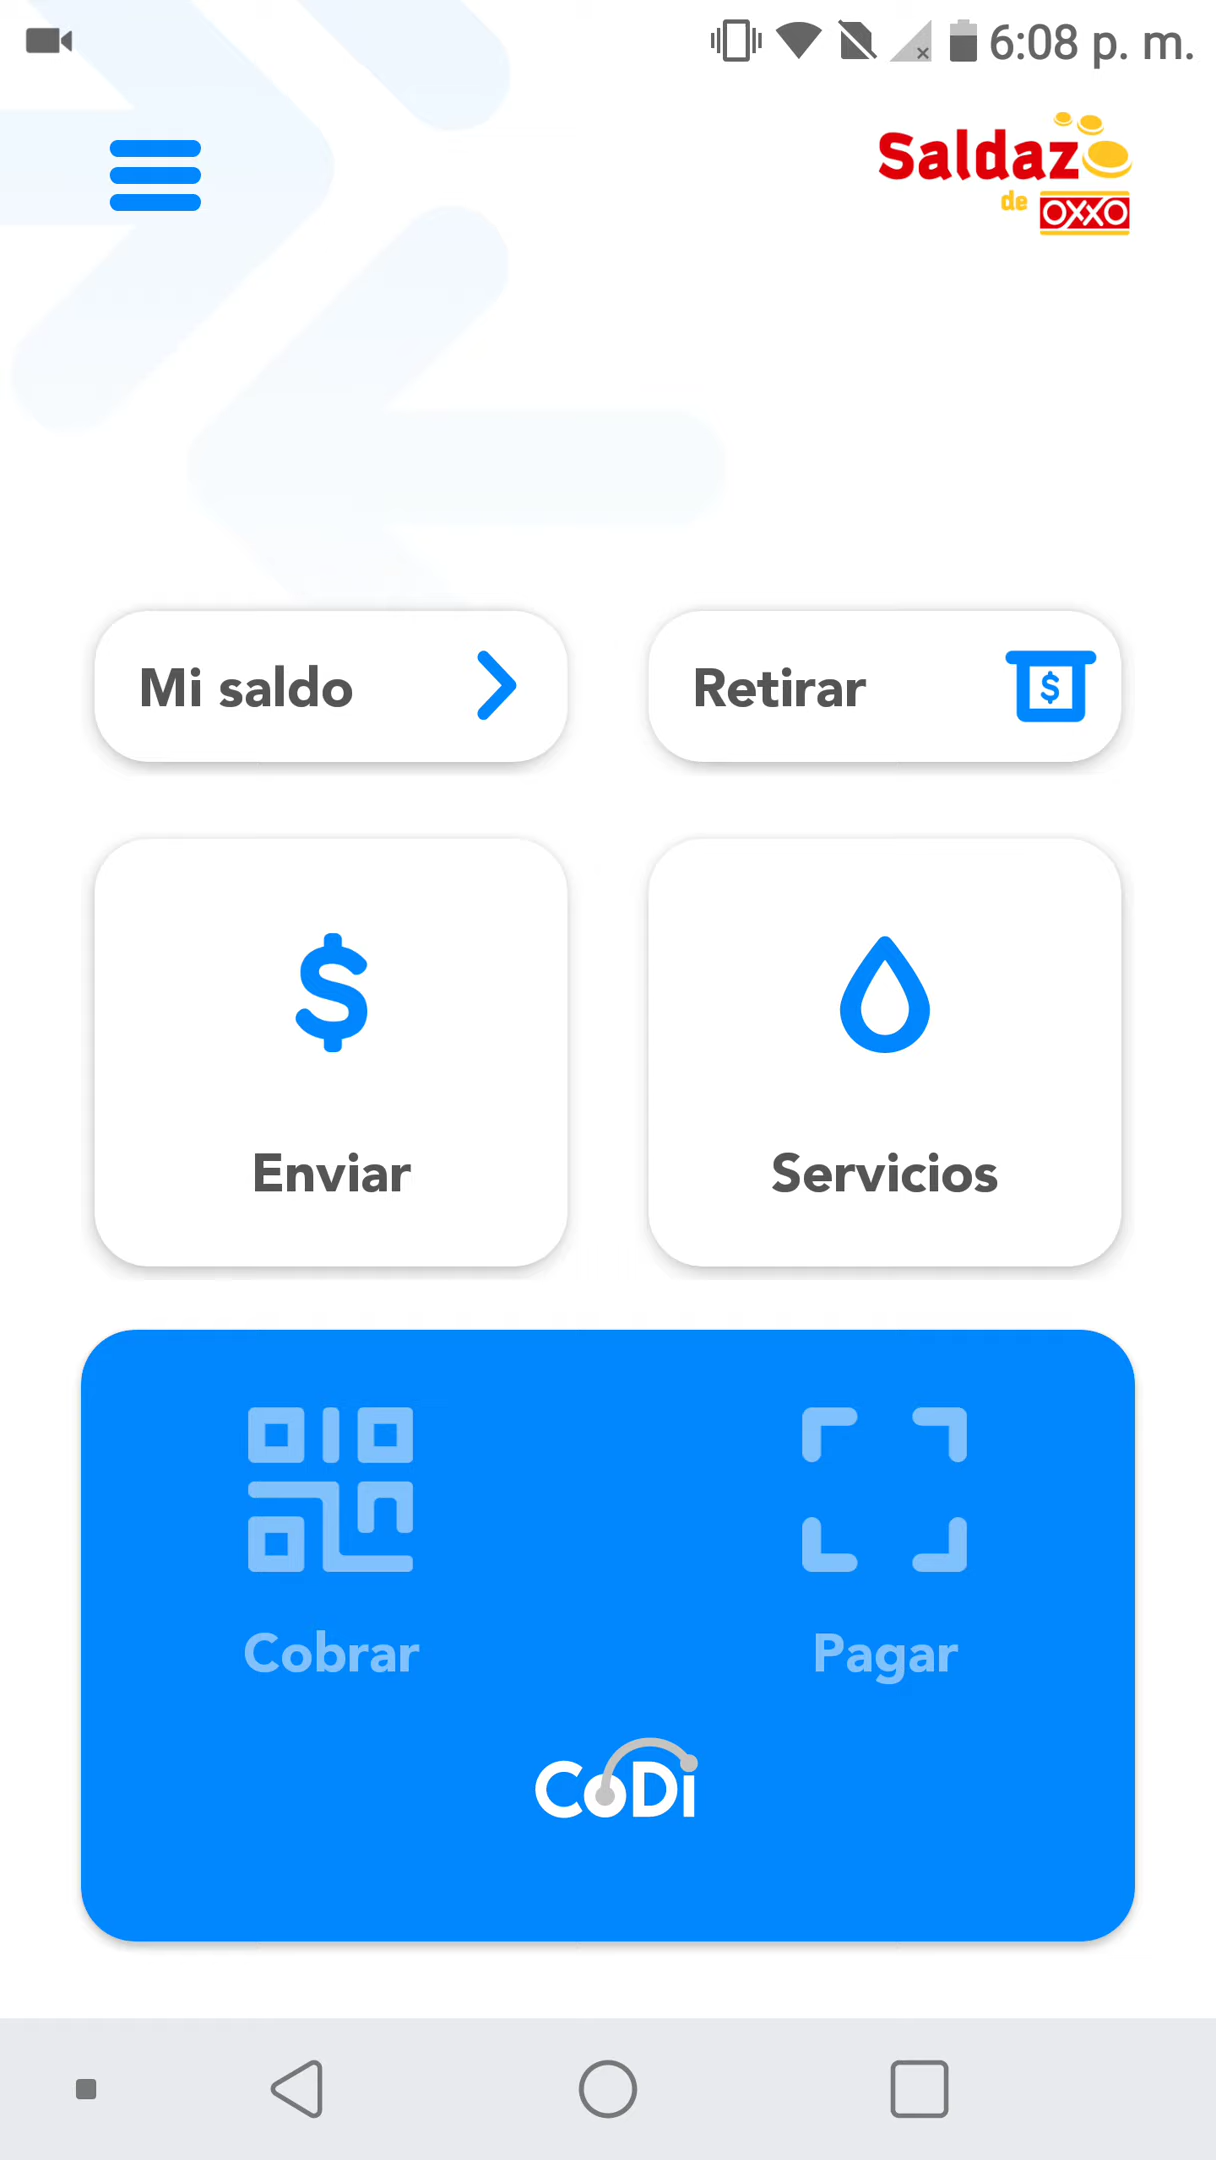 6:08 p. m.
Saldazo
de OXXO
Mi saldo
Retirar
$
$
Enviar
Servicios
Cobrar
Pagar
CoDi